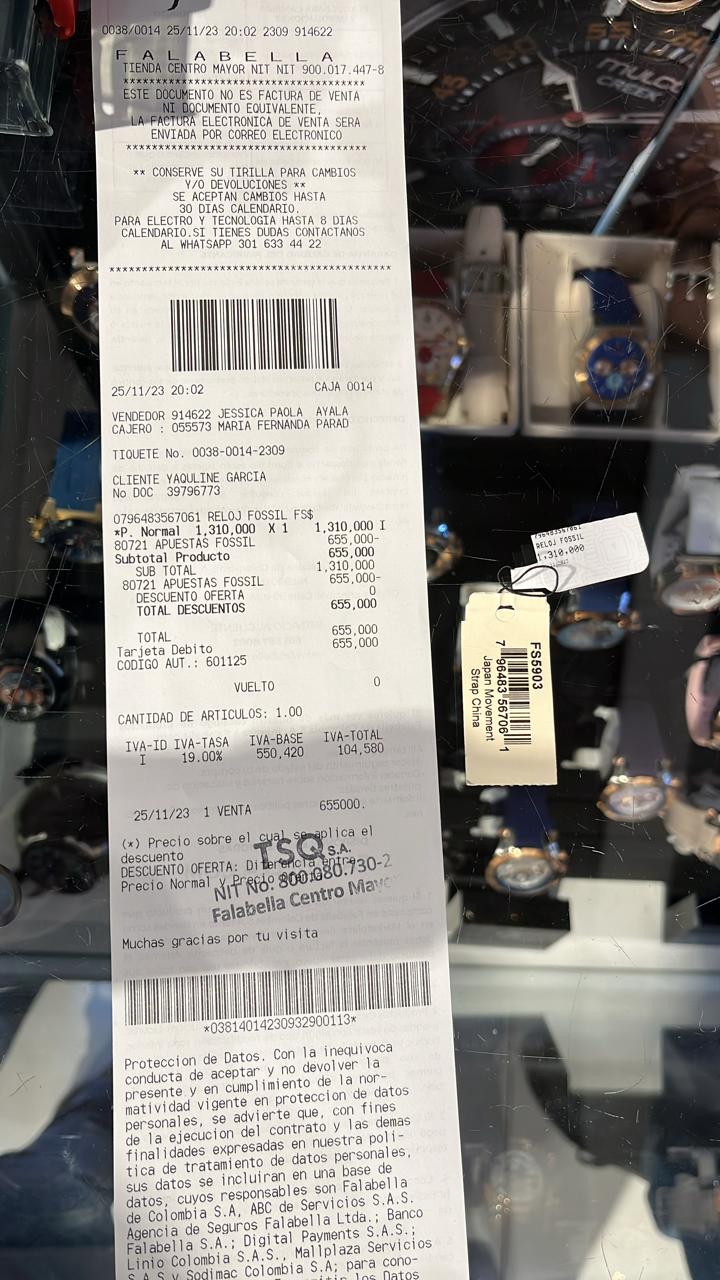 0038/0014 25/11/23 20:02 2309 914622
F A L A B E L L A
TIENDA CENTRO MAYOR NIT NIT 900.017.447-8
****************************************
ESTE DOCUMENTO NO ES FACTURA DE VENTA
NI DOCUMENTO EQUIVALENTE,
LA FACTURA ELECTRONICA DE VENTA SERA
ENVIADA POR CORREO ELECTRONICO
****************************************
** CONSERVE SU TIRILLA PARA CAMBIOS
Y/O DEVOLUCIONES **
SE ACEPTAN CAMBIOS HASTA
30 DIAS CALENDARIO.
PARA ELECTRO Y TECNOLOGIA HASTA 8 DIAS
CALENDARIO.SI TIENES DUDAS CONTACTANOS
AL WHATSAPP 301 633 44 22
****************************************
25/11/23 20:02 CAJA 0014
VENDEDOR 914622 JESSICA PAOLA AYALA
CAJERO : 055573 MARIA FERNANDA PARAD
TIQUETE No. 0038-0014-2309
CLIENTE YAQULINE GARCIA
No DOC 39796773
0796483567061 RELOJ FOSSIL FS$
*P. Normal 1,310,000 X 1 1,310,000 I
80721 APUESTAS FOSSIL 655,000-
Subtotal Producto 655,000
SUB TOTAL 1,310,000
80721 APUESTAS FOSSIL 655,000-
DESCUENTO OFERTA 0
TOTAL DESCUENTOS 655,000
TOTAL 655,000
Tarjeta Debito 655,000
CODIGO AUT.: 601125
VUELTO 0
CANTIDAD DE ARTICULOS: 1.00
IVA-ID IVA-TASA IVA-BASE IVA-TOTAL
I 19.00% 550,420 104,580
25/11/23 1 VENTA 655000.
(*) Precio sobre el cual se aplica el
descuento
DESCUENTO OFERTA: Diferencia entre
Precio Normal y Precio
TSQ S.A.
NIT No. 800.080.730-2
Falabella Centro Mayo
Muchas gracias por tu visita
*03814014230932900113*
Proteccion de Datos. Con la inequivoca
conducta de aceptar y no devolver la
presente y en cumplimiento de la nor-
matividad vigente en proteccion de datos
personales, se advierte que, con fines
de la ejecucion del contrato y las demas
finalidades expresadas en nuestra poli-
tica de tratamiento de datos personales,
sus datos se incluiran en una base de
datos, cuyos responsables son Falabella
de Colombia S.A, ABC de Servicios S.A.S.
Agencia de Seguros Falabella Ltda.; Banco
Falabella S.A.; Digital Payments S.A.S.;
Linio Colombia S.A.S., Mallplaza Servicios
S.A.S y Sodimac Colombia S.A; para cono-
los Datos
796483567061
RELOJ FOSSIL
1.310.000
FS5903
7 96483 56706 1
Japan Movement
Strap China